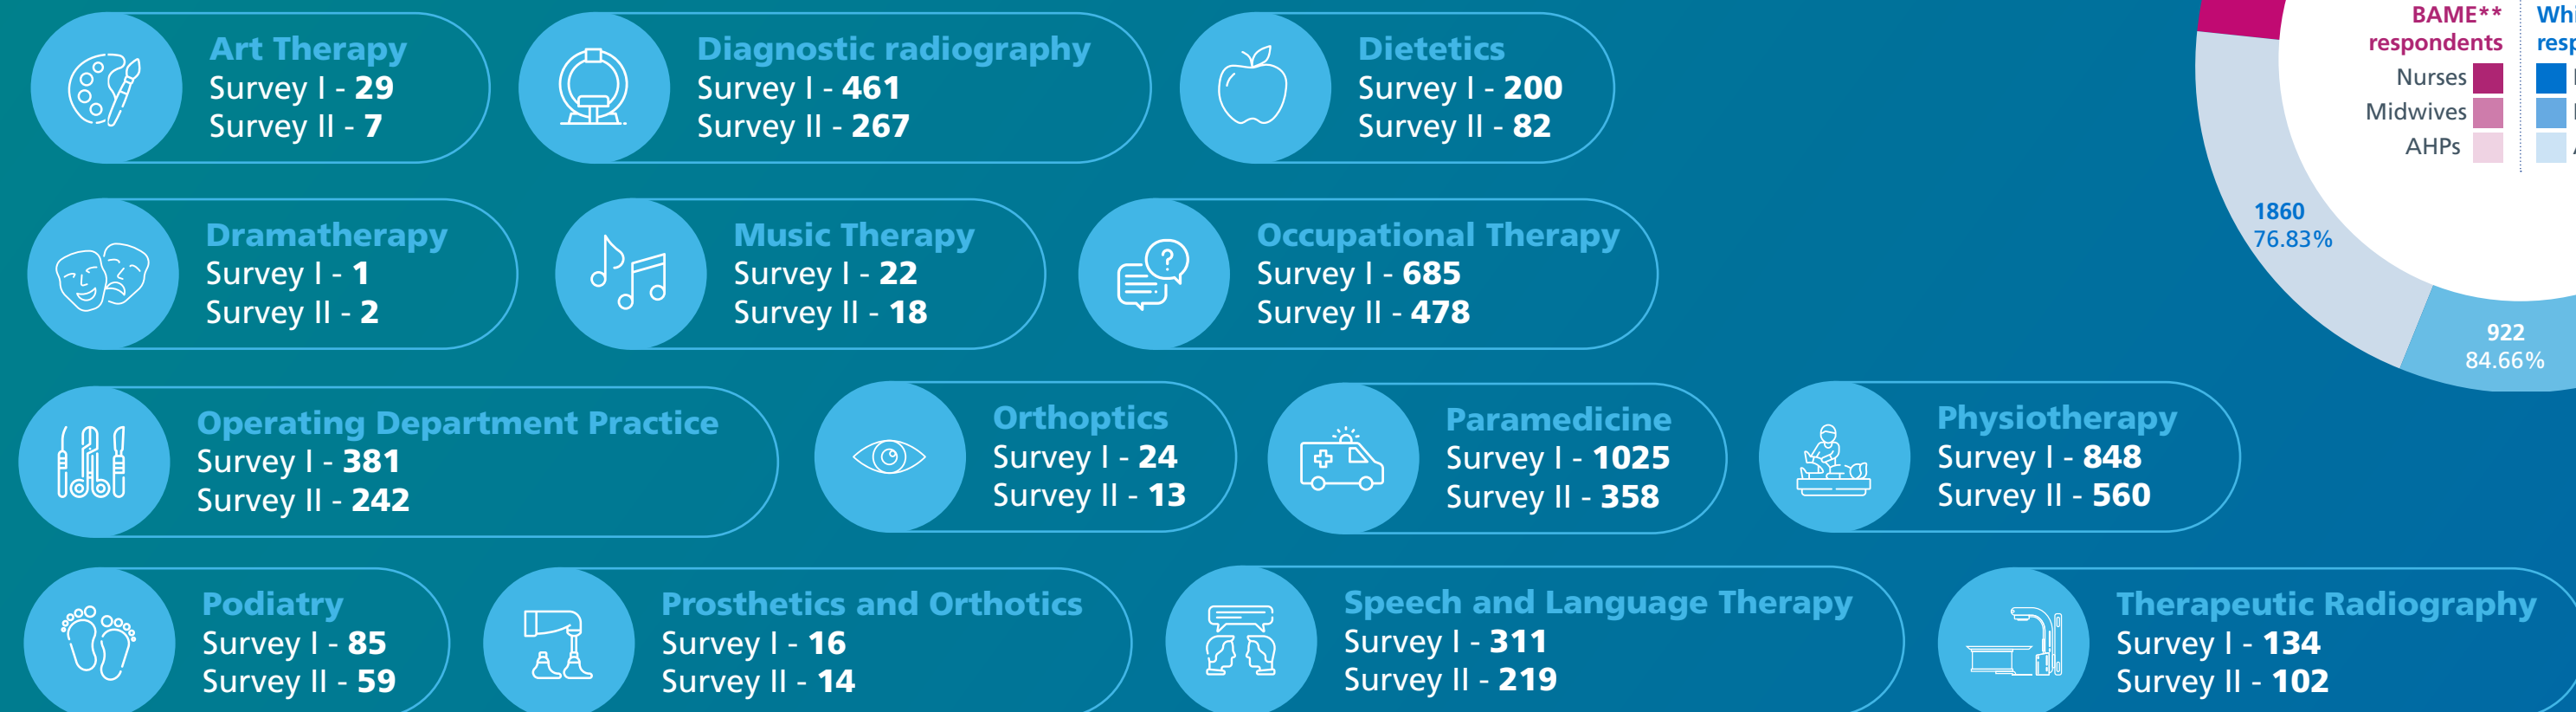 Art Therapy
Survey I - 29
Survey II - 7
Diagnostic radiography
Survey I - 461
Survey II - 267
Dietetics
Survey I - 200
Survey II - 82
Dramatherapy
Survey I - 1
Survey II - 2
Music Therapy
Survey I - 22
Survey II - 18
Occupational Therapy
Survey I - 685
Survey II - 478
Operating Department Practice
Survey I - 381
Survey II - 242
Orthoptics
Survey I - 24
Survey II - 13
Paramedicine
Survey I - 1025
Survey II - 358
Physiotherapy
Survey I - 848
Survey II - 560
Podiatry
Survey I - 85
Survey II - 59
Prosthetics and Orthotics
Survey I - 16
Survey II - 14
Speech and Language Therapy
Survey I - 311
Survey II - 219
Therapeutic Radiography
Survey I - 134
Survey II - 102
BAME**
respondents
Nurses
Midwives
AHPs
1860
76.83%
922
84.66%